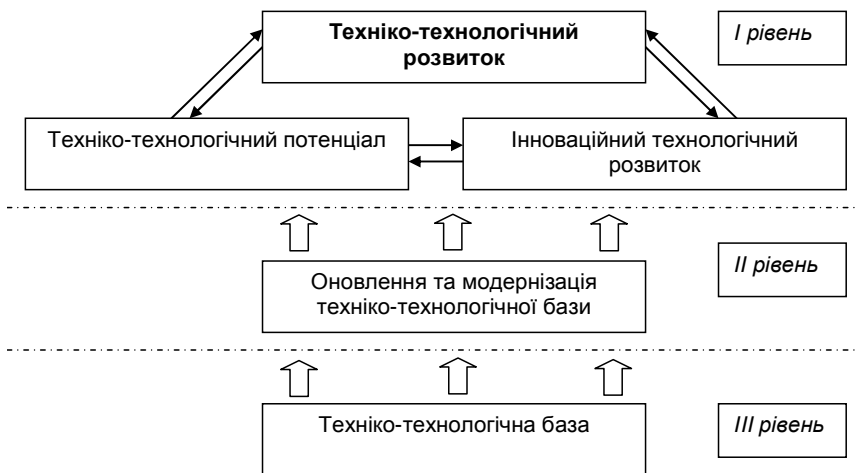 Техніко-технологічний
розвиток
I рівень
Техніко-технологічний потенціал
Інноваційний технологічний
розвиток
Оновлення та модернізація
техніко-технологічної бази
II рівень
Техніко-технологічна база
III рівень